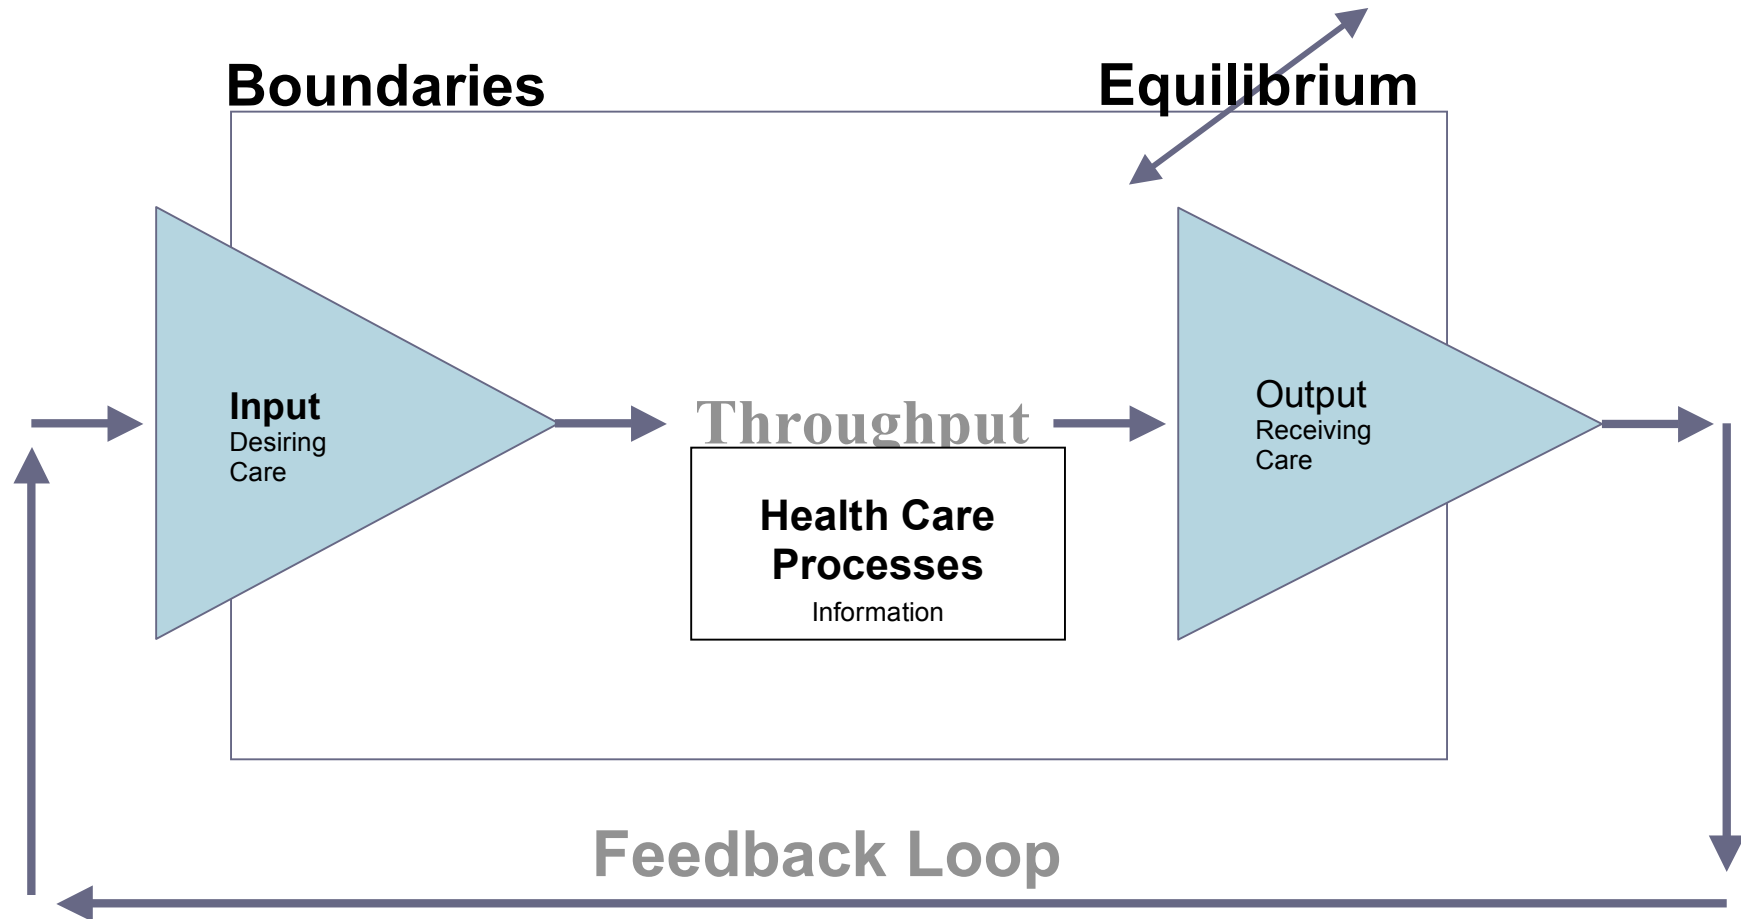 Boundaries
Equilibrium
Input
Desiring
Care
Throughput
Health Care
Processes
Information
Output
Receiving
Care
Feedback Loop